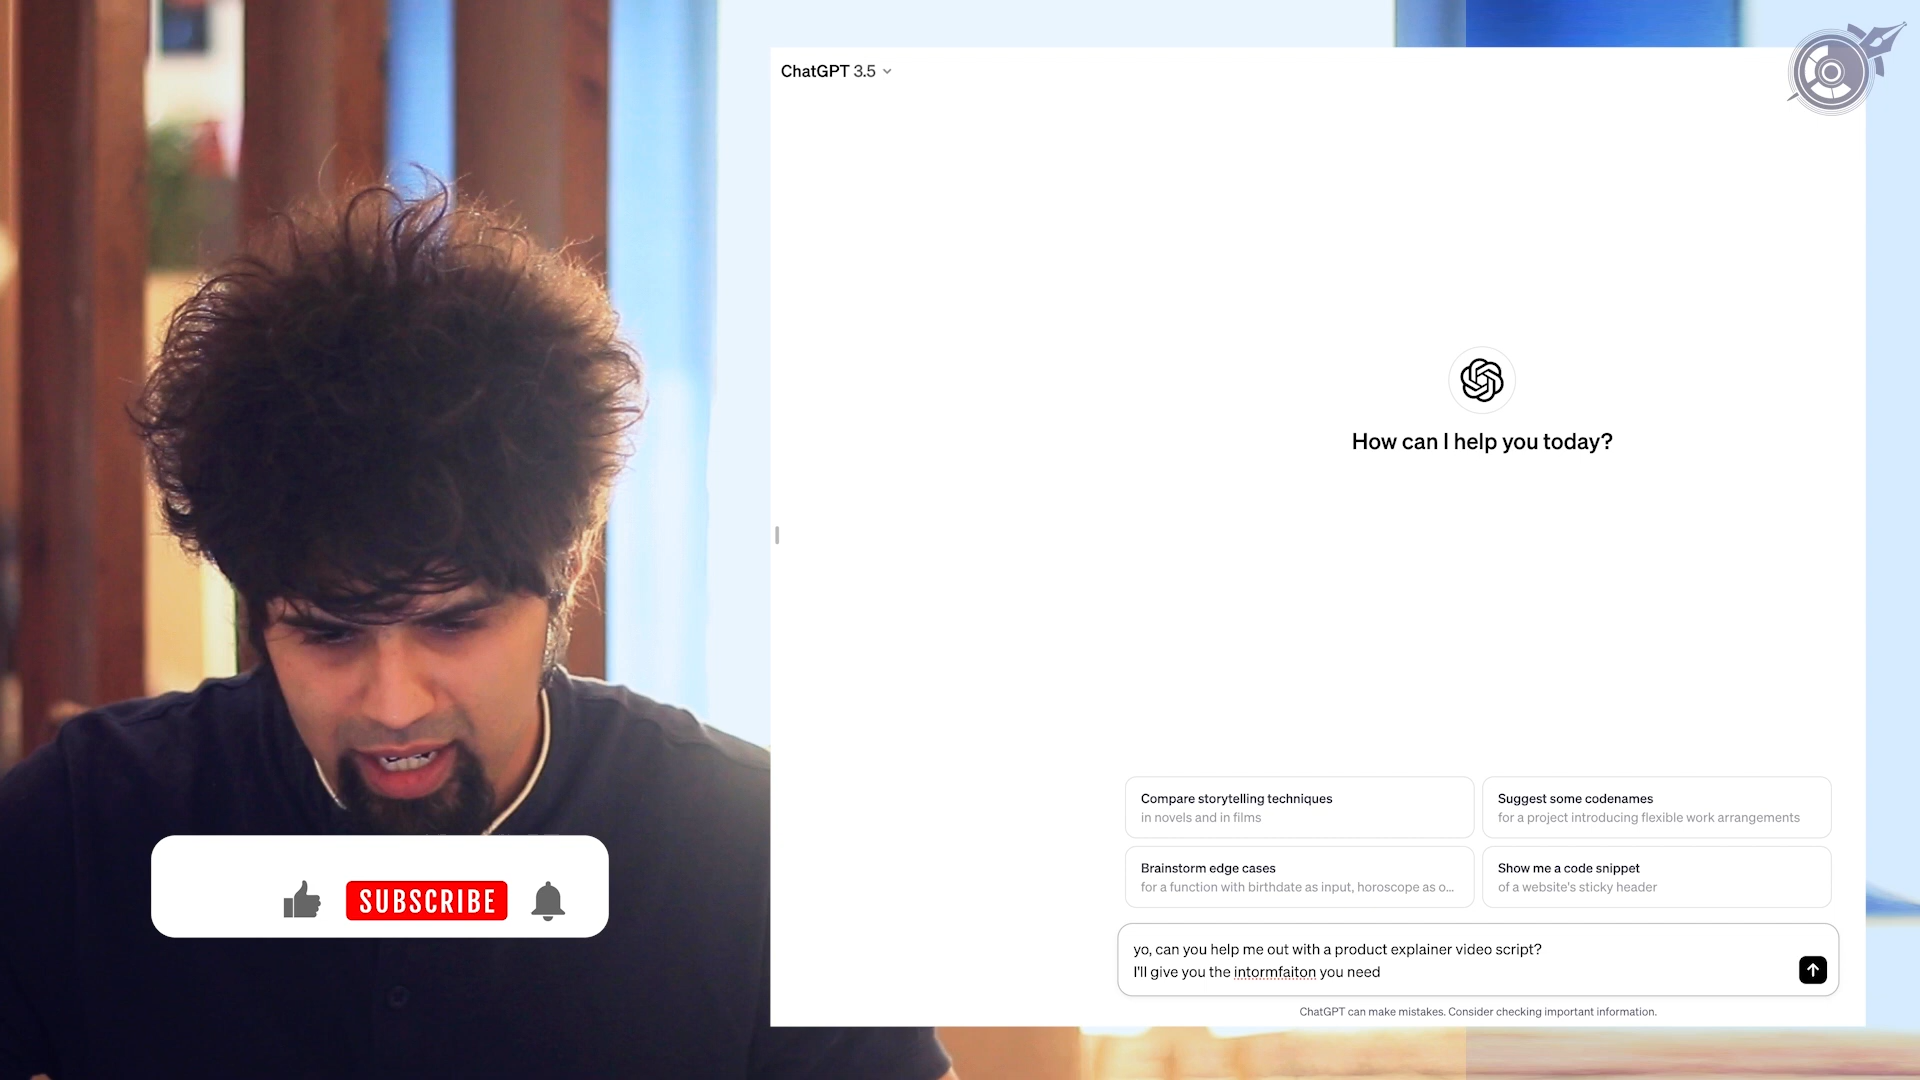 ChatGPT 3.5
How can I help you today?
Compare storytelling techniques
in novels and in films
Suggest some codenames
for a project introducing flexible work arrangements
Brainstorm edge cases
for a function with birthdate as input, horoscope as o...
Show me a code snippet
of a website's sticky header
yo, can you help me out with a product explainer video script?
I'll give you the intormfaiton you need
ChatGPT can make mistakes. Consider checking important information.
SUBSCRIBE